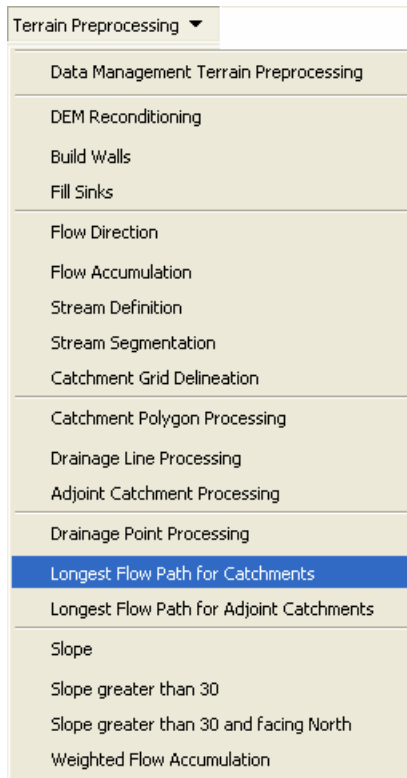 Terrain Preprocessing
Data Management Terrain Preprocessing
DEM Reconditioning
Build Walls
Fill Sinks
Flow Direction
Flow Accumulation
Stream Definition
Stream Segmentation
Catchment Grid Delineation
Catchment Polygon Processing
Drainage Line Processing
Adjoint Catchment Processing
Drainage Point Processing
Longest Flow Path for Catchments
Longest Flow Path for Adjoint Catchments
Slope
Slope greater than 30
Slope greater than 30 and facing North
Weighted Flow Accumulation